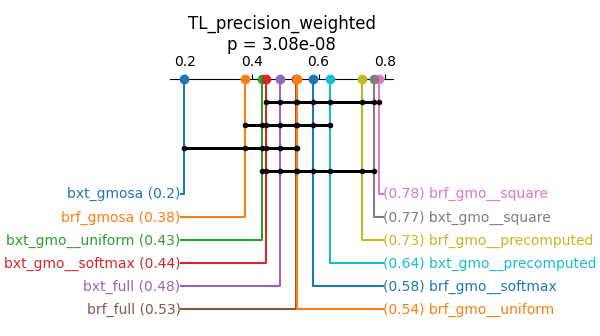 TL_precision_weighted
p = 3.08e-08
0.2 0.4 0.6 0.8
bxt_gmosa (0.2) (0.78) brf_gmo__square
brf_gmosa (0.38) (0.77) bxt_gmo__square
bxt_gmo__uniform (0.43) (0.73) brf_gmo__precomputed
bxt_gmo__softmax (0.44) (0.64) bxt_gmo__precomputed
bxt_full (0.48) (0.58) brf_gmo__softmax
brf_full (0.53) (0.54) brf_gmo__uniform